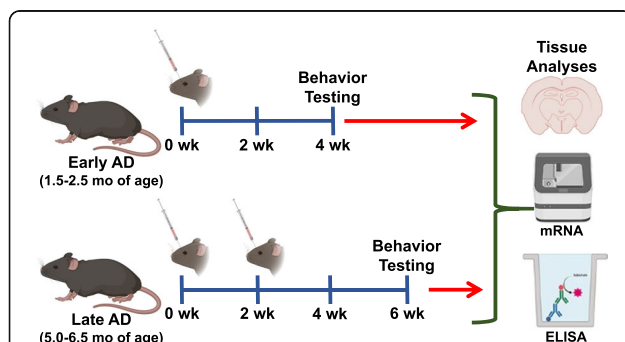 Tissue
Analyses
Behavior
Testing
0 wk
2 wk
4 wk
Early AD
(1.5-2.5 mo of age)
mRNA
Behavior
Testing
0 wk
2 wk
4 wk
6 wk
Late AD
(5.0-6.5 mo of age)
ELISA